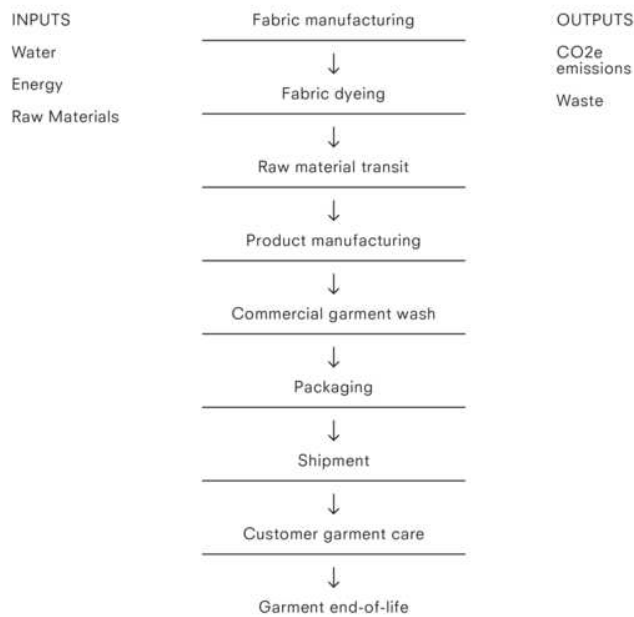 INPUTS
Water
Energy
Raw Materials
Fabric manufacturing
Fabric dyeing
Raw material transit
Product manufacturing
Commercial garment wash
Packaging
Shipment
Customer garment care
Garment end-of-life
OUTPUTS
CO2e
emissions
Waste